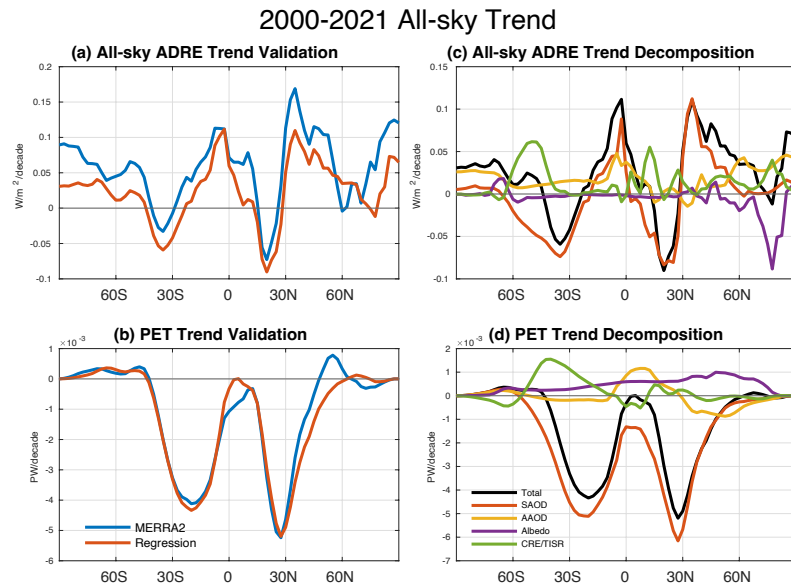 2000-2021 All-sky Trend
(a) All-sky ADRE Trend Validation
0.2
0.15
0.1
0.05
0
-0.05
-0.1
W/m 2 /decade
60S 30S 0 30N 60N
(c) All-sky ADRE Trend Decomposition
0.15
0.1
0.05
0
0.05
-0.1
W/m 2 /decade
60S 30S 0 30N 60N
(b) PET Trend Validation
×10 -3
1
0
-1
-2
-3
-4
-5
-6
PW/decade
MERRA2
Regression
60S 30S 0 30N 60N
(d) PET Trend Decomposition
×10 -3
2
1
0
-1
-2
-3
-4
-5
-6
-7
PW/decade
Total
SAOD
AAOD
Albedo
CRE/TISR
60S 30S 0 30N 60N